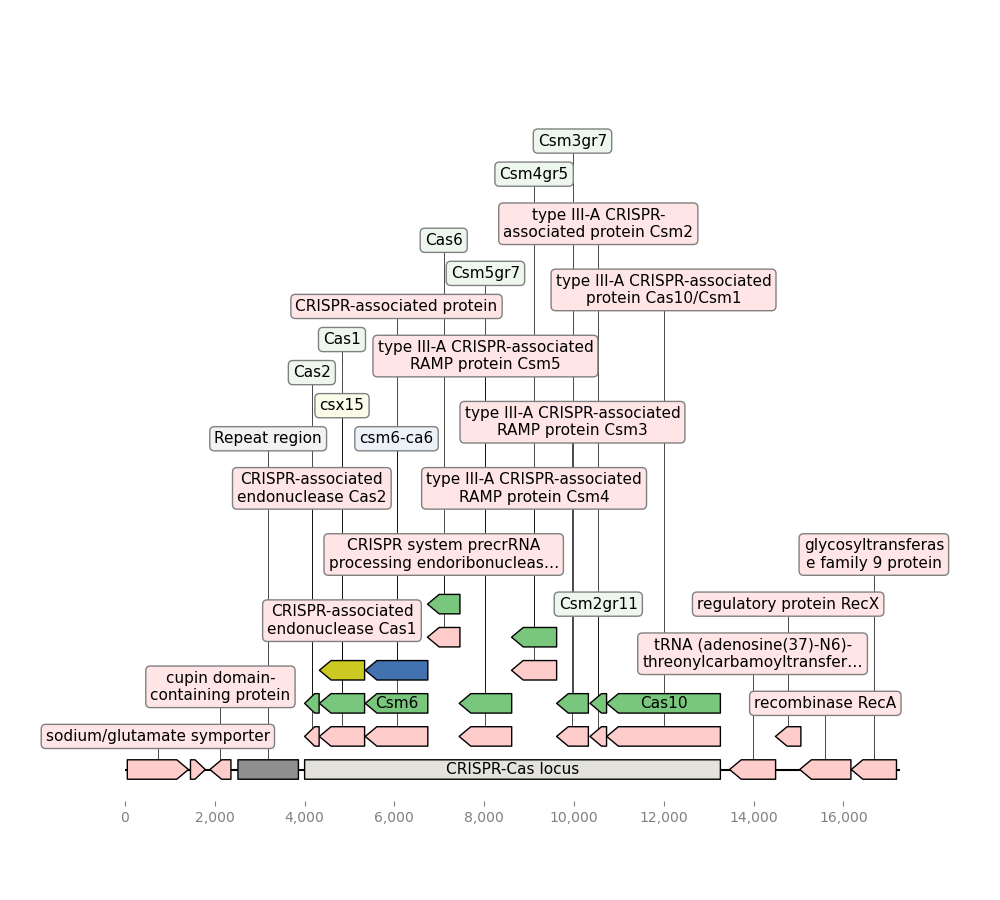 Csm3gr7
Csm4gr5
type III-A CRISPR-
associated protein Csm2
Cas6
Csm5gr7
type III-A CRISPR-associated
protein Cas10/Csm1
CRISPR-associated protein
Cas1
type III-A CRISPR-associated
RAMP protein Csm5
Cas2
csx15
type III-A CRISPR-associated
RAMP protein Csm3
Repeat region
csm6-ca6
CRISPR-associated
endonuclease Cas2
type III-A CRISPR-associated
RAMP protein Csm4
CRISPR system precrRNA
processing endoribonucleas…
glycosyltransferas
e family 9 protein
CRISPR-associated
endonuclease Cas1
Csm2gr11
regulatory protein RecX
tRNA (adenosine(37)-N6)-
threonylcarbamoyltransfer…
cupin domain-
containing protein
Csm6
Cas10
recombinase RecA
sodium/glutamate symporter
CRISPR-Cas locus
0 2,000 4,000 6,000 8,000 10,000 12,000 14,000 16,000